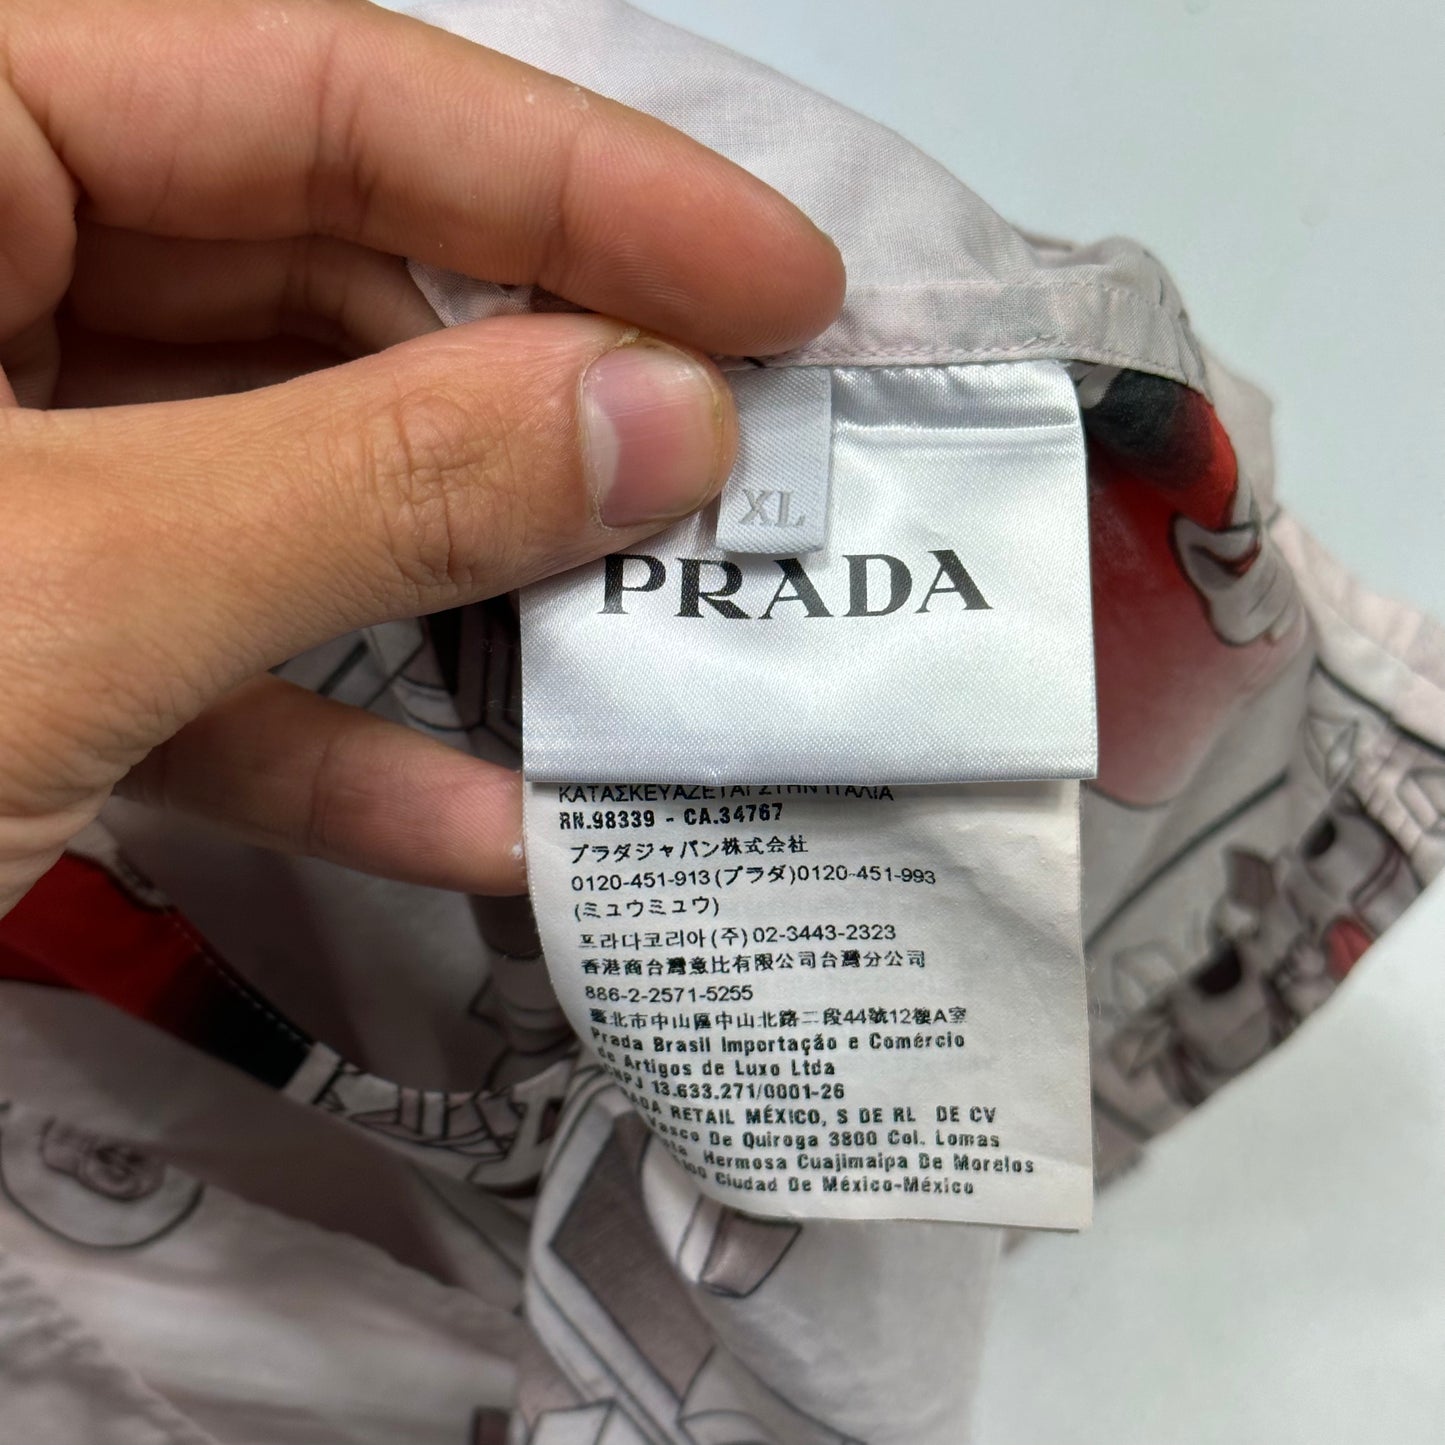 XL
PRADA
ΚΑΤΑΣΚΕΥΑΖΕΤΑΙ ΣΤΗΝ ΙΤΑΛΙΑ
RN.98339 - CA.34767
プラダジャパン株式会社
0120-451-913(プラダ)0120-451-993
(ミュウミュウ)
프라다코리아(주)02-3443-2323
香港商台灣意比有限公司台灣分公司
886-2-2571-5255
臺北市中山區中山北路二段44號12樓A室
Prada Brasil Importação e Comércio
de Artigos de Luxo Ltda
CNPJ 13.633.271/0001-26
RETAIL MÉXICO, S DE RL DE CV
Vasco De Quiroga 3800 Col. Lomas
Hermosa Cuajimaipa De Morelos
Ciudad De México-México